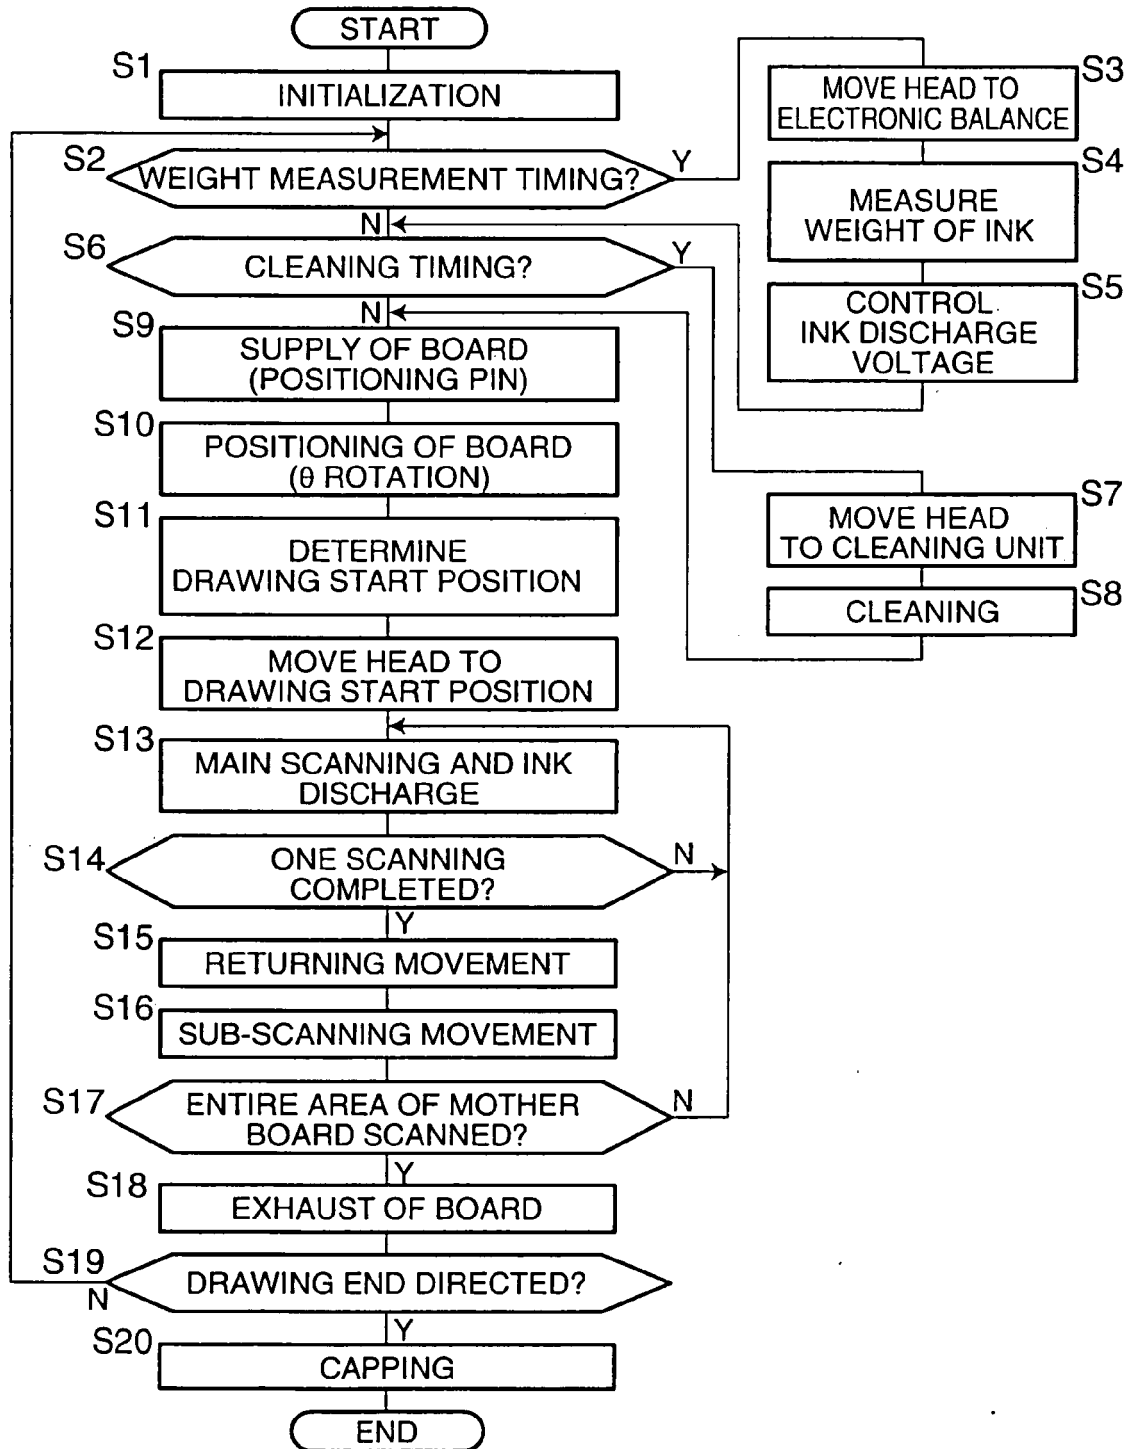 START
S1
INITIALIZATION
S2
WEIGHT MEASUREMENT TIMING?
Y
N
S3
MOVE HEAD TO
ELECTRONIC BALANCE
S4
MEASURE
WEIGHT OF INK
S5
CONTROL
INK DISCHARGE
VOLTAGE
S6
CLEANING TIMING?
Y
N
S7
MOVE HEAD
TO CLEANING UNIT
S8
CLEANING
S9
SUPPLY OF BOARD
(POSITIONING PIN)
S10
POSITIONING OF BOARD
(θ ROTATION)
S11
DETERMINE
DRAWING START POSITION
S12
MOVE HEAD TO
DRAWING START POSITION
S13
MAIN SCANNING AND INK
DISCHARGE
S14
ONE SCANNING
COMPLETED?
N
Y
S15
RETURNING MOVEMENT
S16
SUB-SCANNING MOVEMENT
S17
ENTIRE AREA OF MOTHER
BOARD SCANNED?
N
Y
S18
EXHAUST OF BOARD
S19
DRAWING END DIRECTED?
N
Y
S20
CAPPING
END